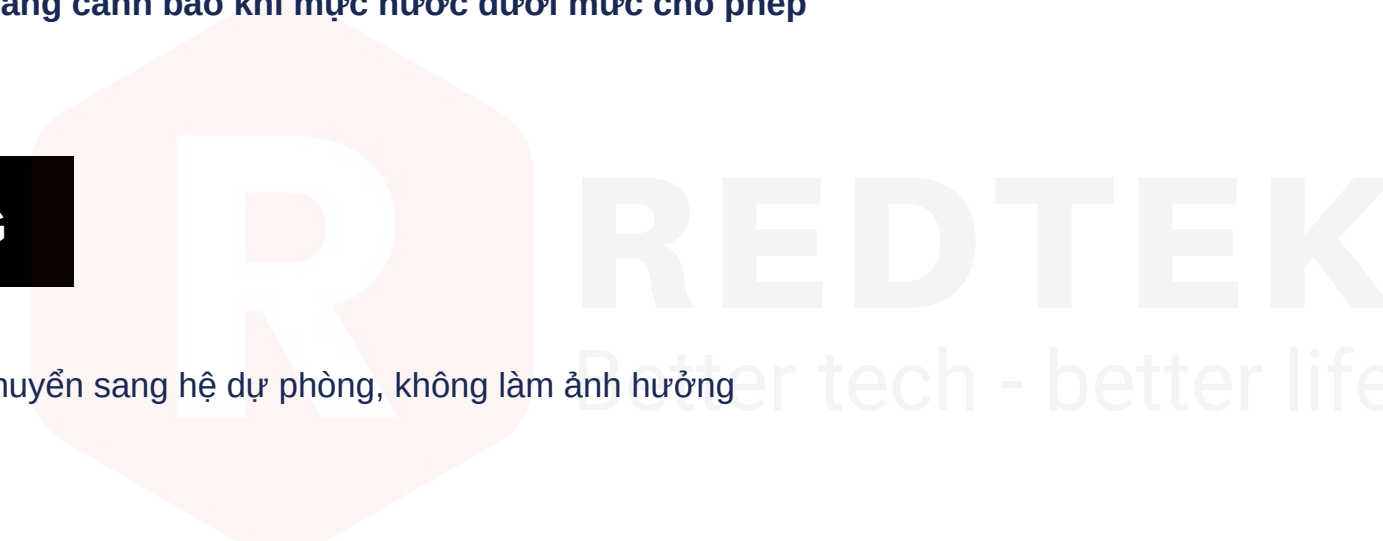 năng cảnh báo khi mực nước dưới mức cho phép
G
REDTEK
huyển sang hệ dự phòng, không làm ảnh hưởng
Better tech - better life
R